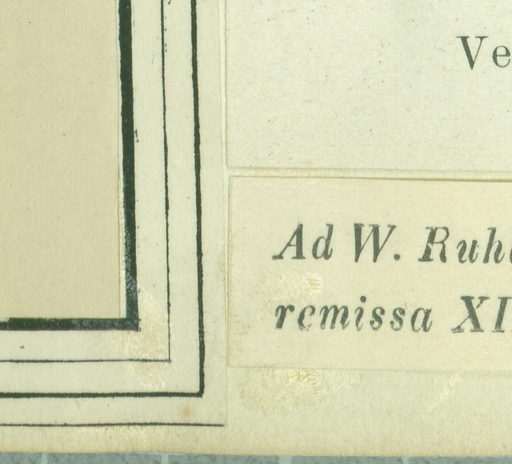 Ve
Ad W. Ruh
remissa XI